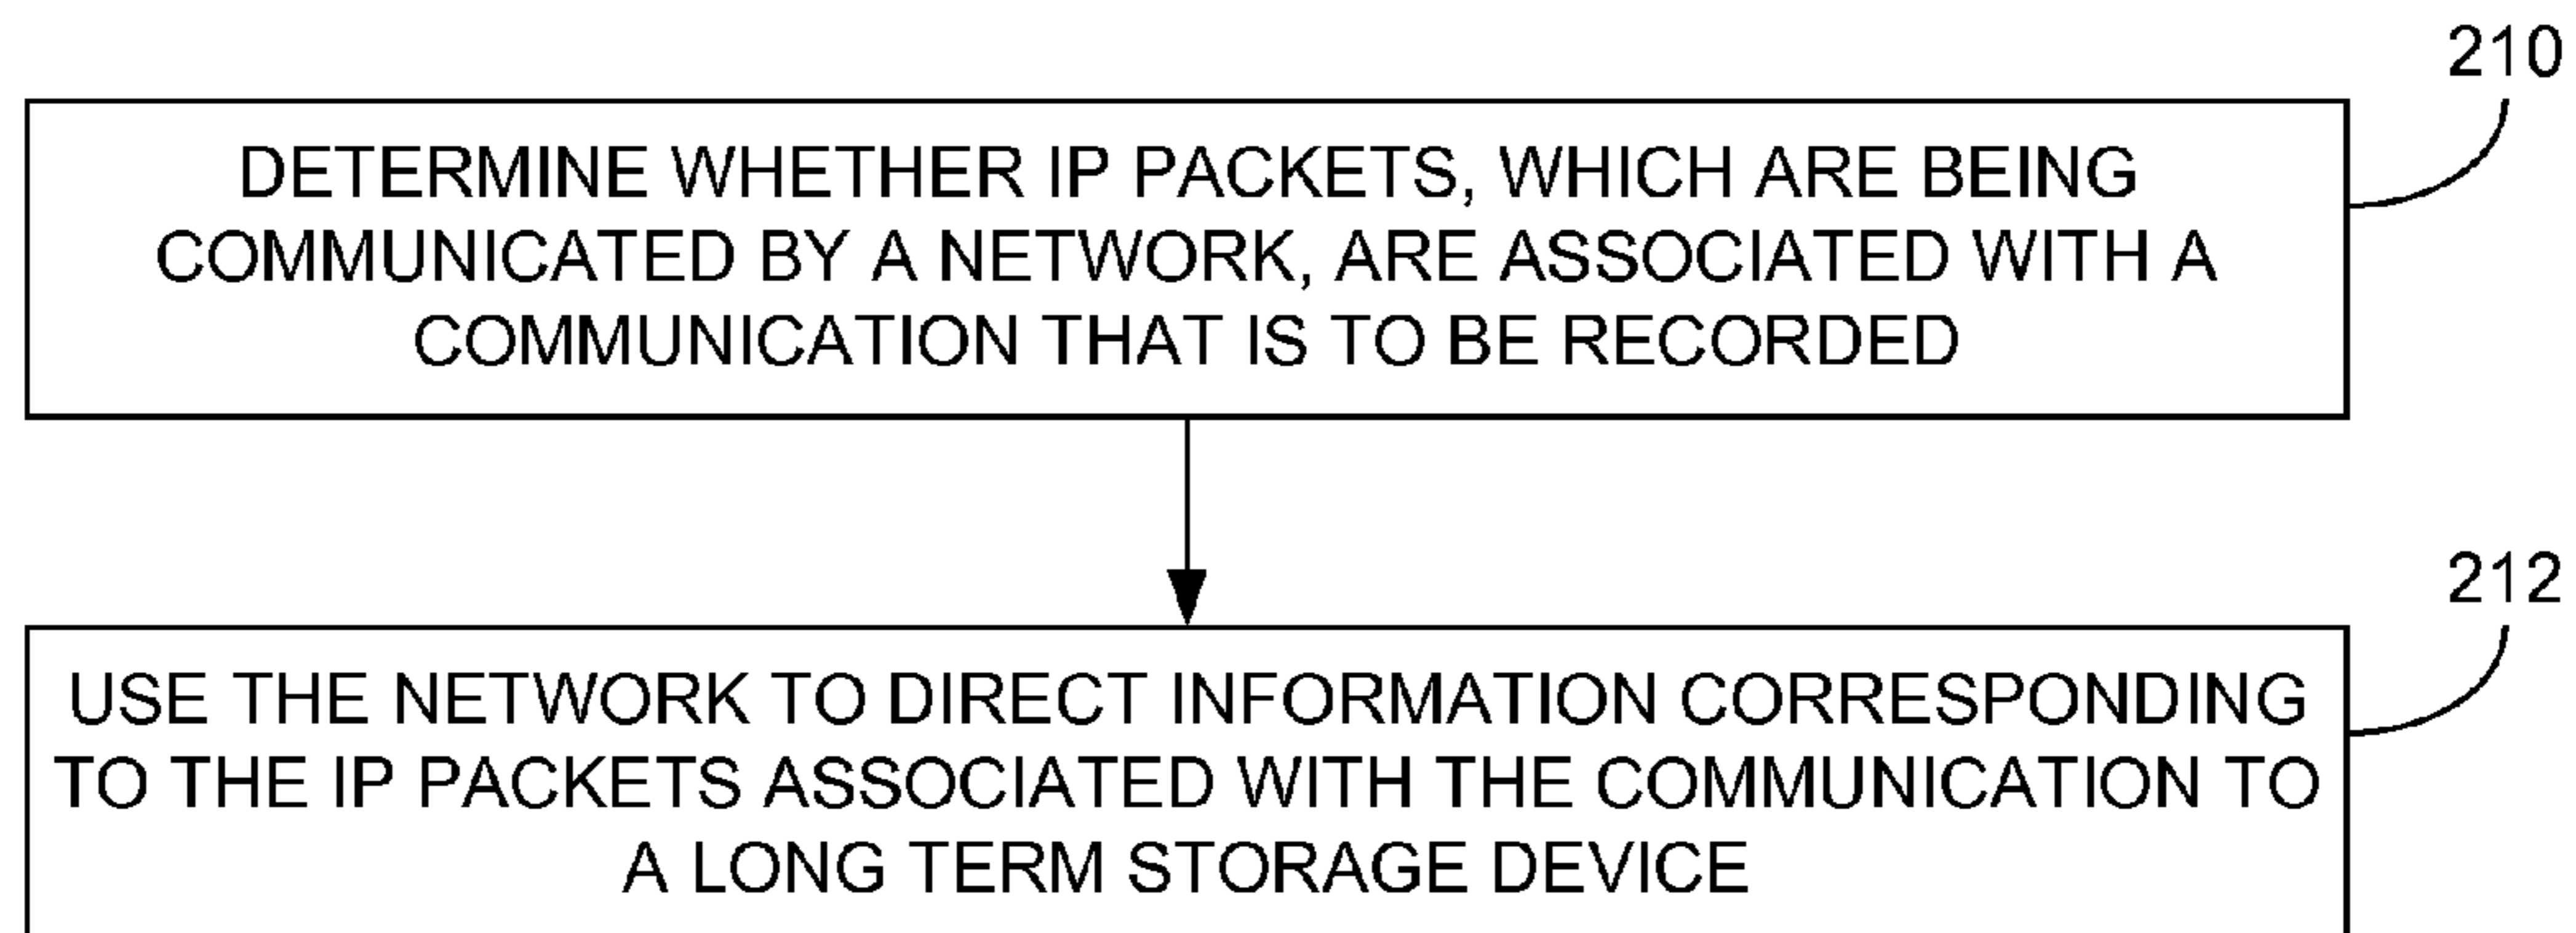 210
DETERMINE WHETHER IP PACKETS, WHICH ARE BEING
COMMUNICATED BY A NETWORK, ARE ASSOCIATED WITH A
COMMUNICATION THAT IS TO BE RECORDED
212
USE THE NETWORK TO DIRECT INFORMATION CORRESPONDING
TO THE IP PACKETS ASSOCIATED WITH THE COMMUNICATION TO
A LONG TERM STORAGE DEVICE